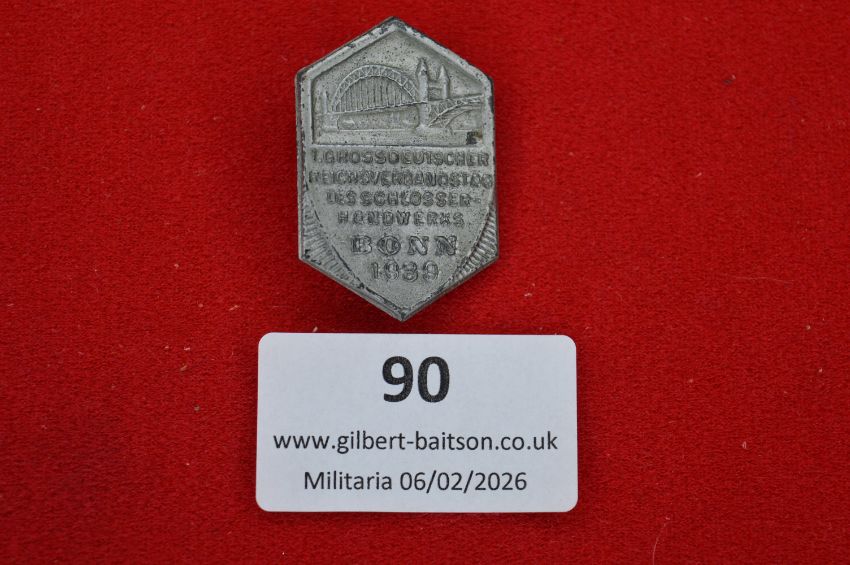 1. GROSSDEUTSCHER
REICHSVERBANDSTAG
DES SCHLOSSER-
HANDWERKS
BONN
1939
90
www.gilbert-baitson.co.uk
Militaria 06/02/2026